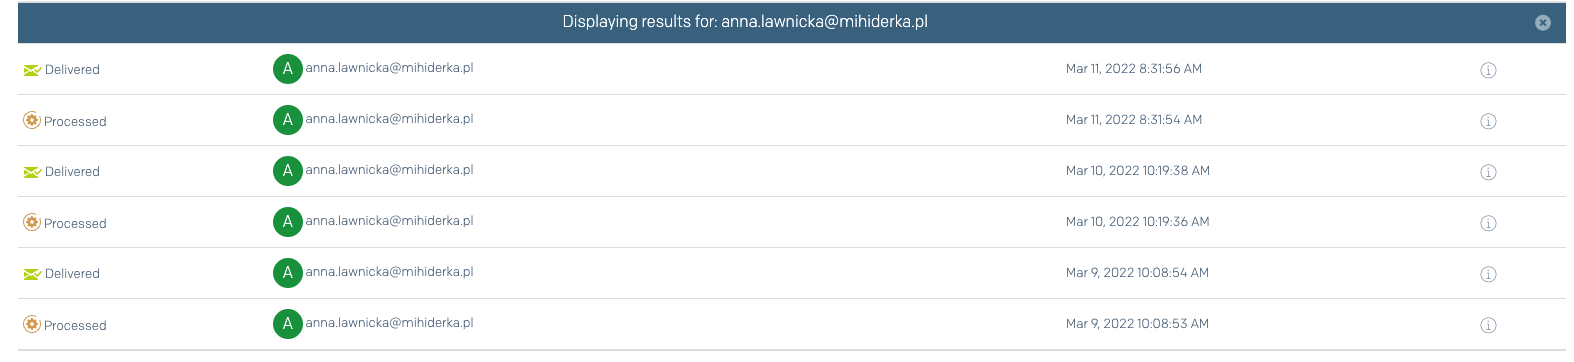 Displaying results for: anna.lawnicka@mihiderka.pl
Delivered A anna.lawnicka@mihiderka.pl Mar 11, 2022 8:31:56 AM
Processed A anna.lawnicka@mihiderka.pl Mar 11, 2022 8:31:54 AM
Delivered A anna.lawnicka@mihiderka.pl Mar 10, 2022 10:19:38 AM
Processed A anna.lawnicka@mihiderka.pl Mar 10, 2022 10:19:36 AM
Delivered A anna.lawnicka@mihiderka.pl Mar 9, 2022 10:08:54 AM
Processed A anna.lawnicka@mihiderka.pl Mar 9, 2022 10:08:53 AM